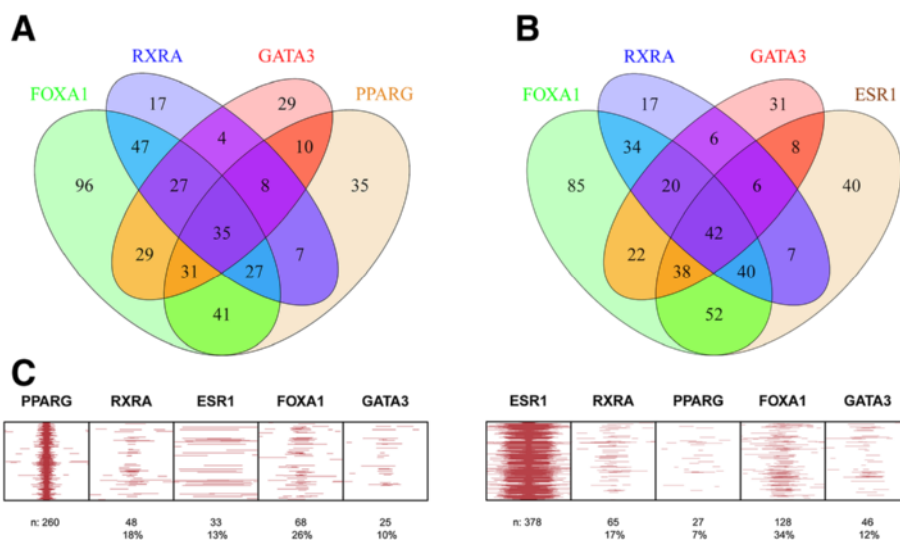 A
B
RXRA GATA3
RXRA GATA3
FOXA1 PPARG
FOXA1 ESR1
17 29
17 31
47 4 10
34 6 8
96 27 8 35
85 20 6 40
35
42
29 31 27 7
22 38 40 7
41
52
C
PPARG RXRA ESR1 FOXA1 GATA3
ESR1 RXRA PPARG FOXA1 GATA3
n: 260 48 33 68 25
18% 13% 26% 10%
n: 378 65 27 128 46
17% 7% 34% 12%